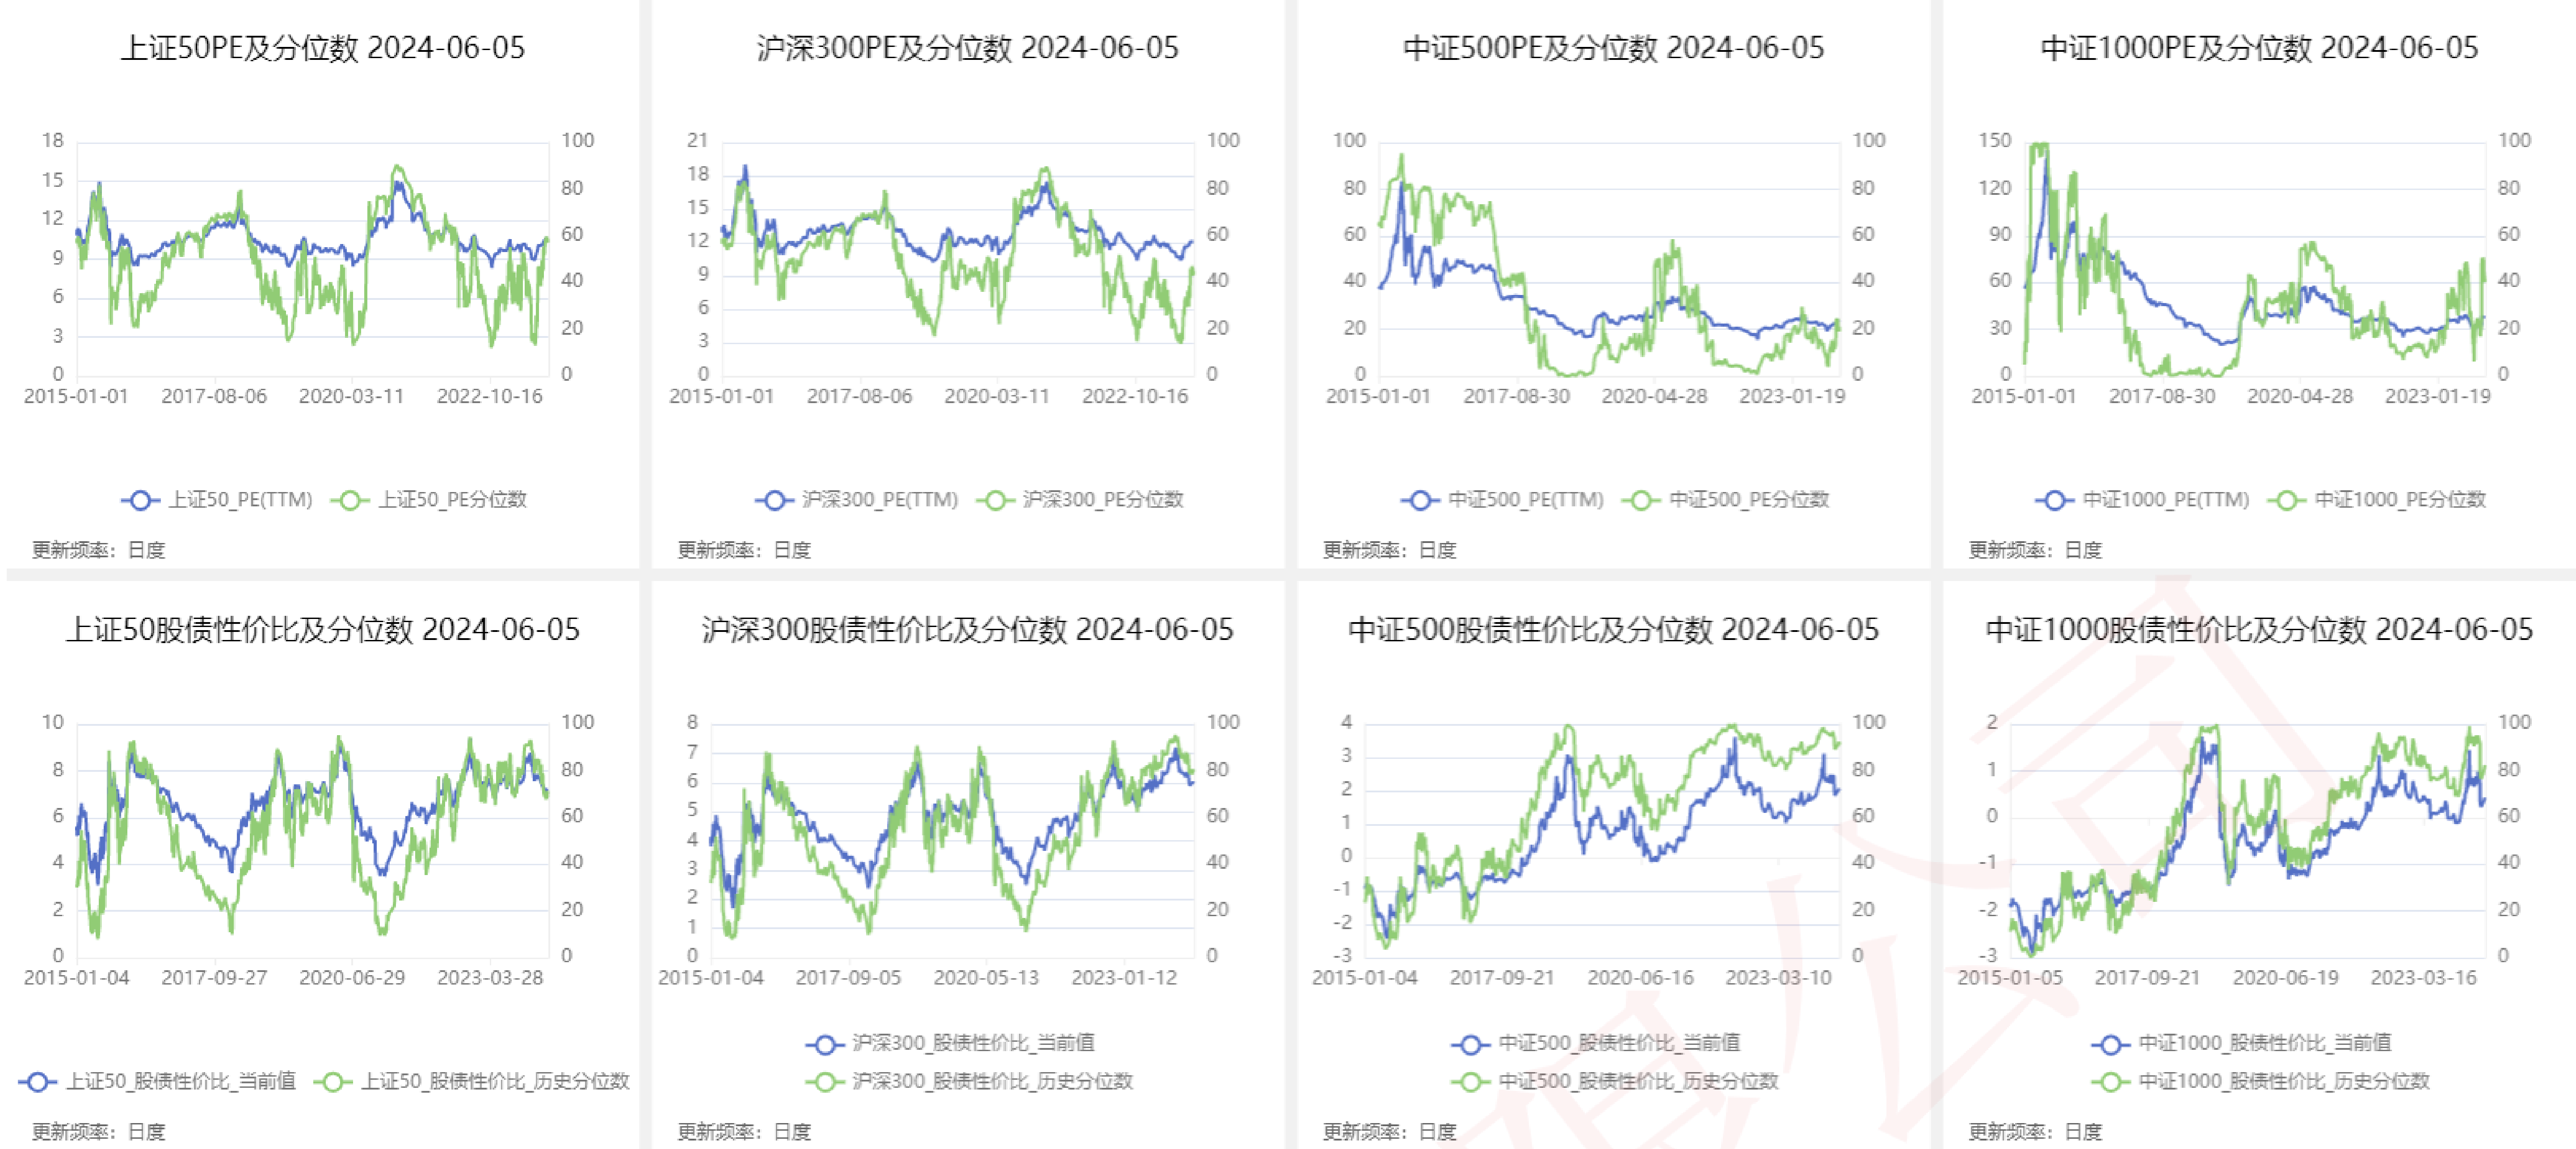 上证50PE及分位数 2024-06-05
18
15
12
9
6
3
0
100
80
60
40
20
0
2015-01-01 2017-08-06 2020-03-11 2022-10-16
上证50_PE(TTM) 上证50_PE分位数
更新频率：日度
沪深300PE及分位数 2024-06-05
21
18
15
12
9
6
3
0
100
80
60
40
20
0
2015-01-01 2017-08-06 2020-03-11 2022-10-16
沪深300_PE(TTM) 沪深300_PE分位数
更新频率：日度
中证500PE及分位数 2024-06-05
100
80
60
40
20
0
100
80
60
40
20
0
2015-01-01 2017-08-30 2020-04-28 2023-01-19
中证500_PE(TTM) 中证500_PE分位数
更新频率：日度
中证1000PE及分位数 2024-06-05
150
120
90
60
30
0
100
80
60
40
20
0
2015-01-01 2017-08-30 2020-04-28 2023-01-19
中证1000_PE(TTM) 中证1000_PE分位数
更新频率：日度
上证50股债性价比及分位数 2024-06-05
10
8
6
4
2
0
100
80
60
40
20
0
2015-01-04 2017-09-27 2020-06-29 2023-03-28
上证50_股债性价比_当前值 上证50_股债性价比_历史分位数
更新频率：日度
沪深300股债性价比及分位数 2024-06-05
8
7
6
5
4
3
2
1
0
100
80
60
40
20
0
2015-01-04 2017-09-05 2020-05-13 2023-01-12
沪深300_股债性价比_当前值
沪深300_股债性价比_历史分位数
更新频率：日度
中证500股债性价比及分位数 2024-06-05
4
3
2
1
0
-1
-2
-3
100
80
60
40
20
0
2015-01-04 2017-09-21 2020-06-16 2023-03-10
中证500_股债性价比_当前值
中证500_股债性价比_历史分位数
更新频率：日度
中证1000股债性价比及分位数 2024-06-05
2
1
0
-1
-2
-3
100
80
60
40
20
0
2015-01-05 2017-09-21 2020-06-19 2023-03-16
中证1000_股债性价比_当前值
中证1000_股债性价比_历史分位数
更新频率：日度
公司